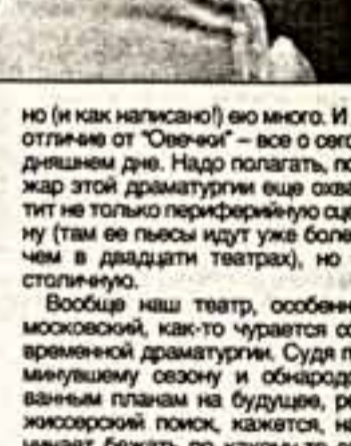 но (и как написано!) ею много. И
отличие от "Овечки" – все о сего
дняшнем дне. Надо полагать, по
жар этой драматургии еще охва
тит не только периферийную сце
ну (там ее пьесы идут уже более
чем в двадцати театрах), но
столичную.
Вообще наш театр, особенн
московский, как-то чурается со
временной драматургии. Судя п
минувшему сезону и обнародо
ванным планам на будущее, ре
жиссерский поиск, кажется, на
чинает бежать по